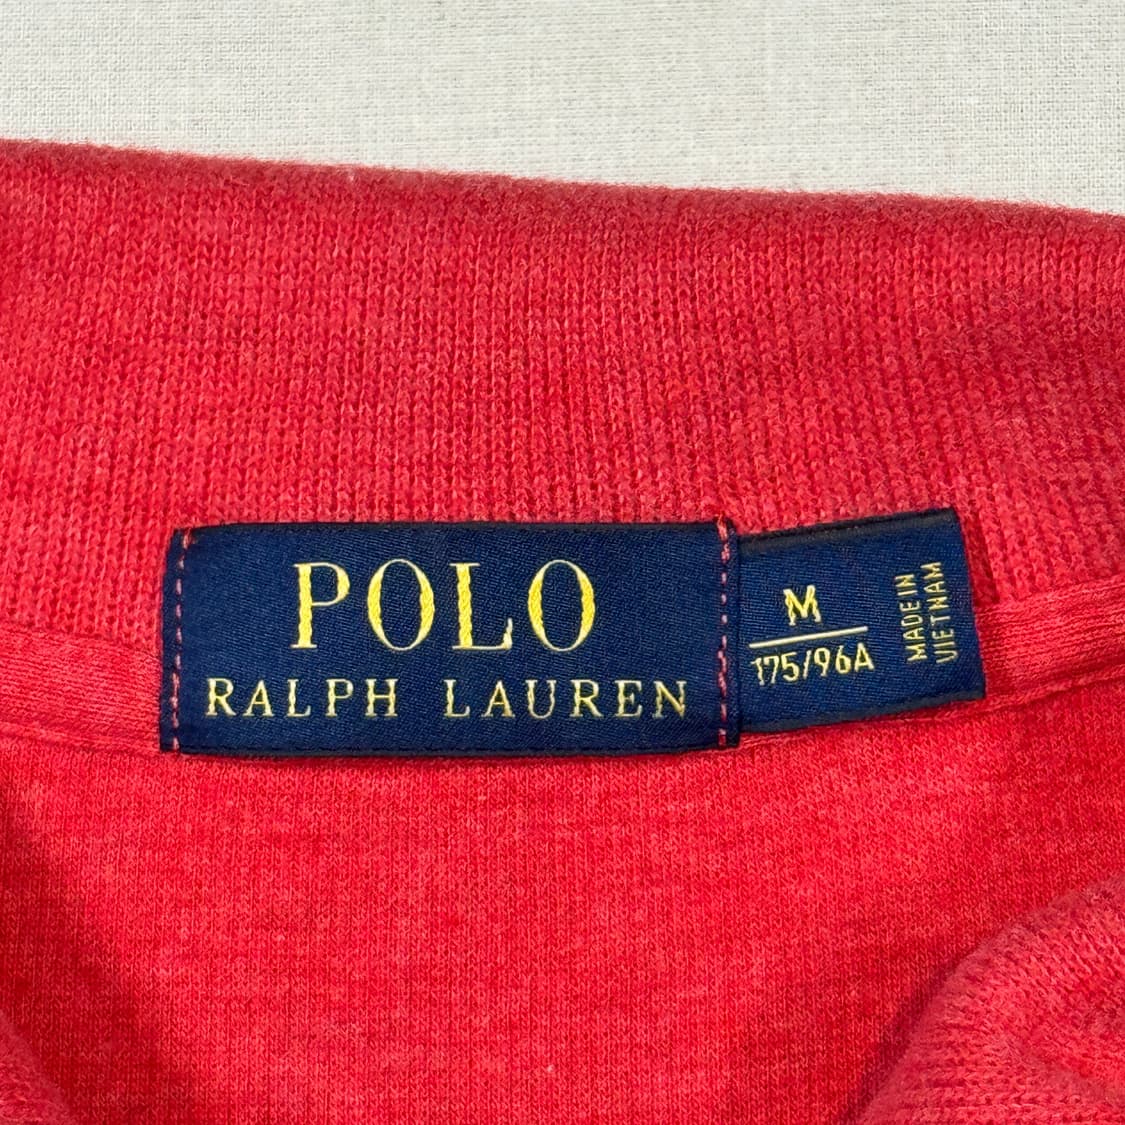 POLO
RALPH LAUREN
M
175/96A
MADE IN
VIETNAM